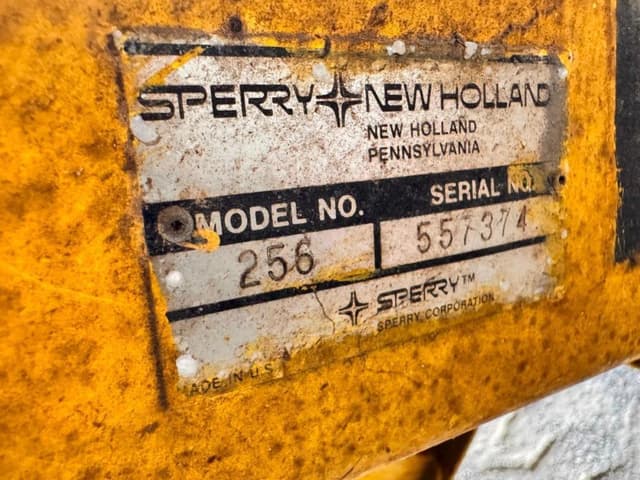 SPERRY NEW HOLLAND
NEW HOLLAND
PENNSYLVANIA
MODEL NO. SERIAL NO.
256 557374
SPERRY™
SPERRY CORPORATION
MADE IN U.S.